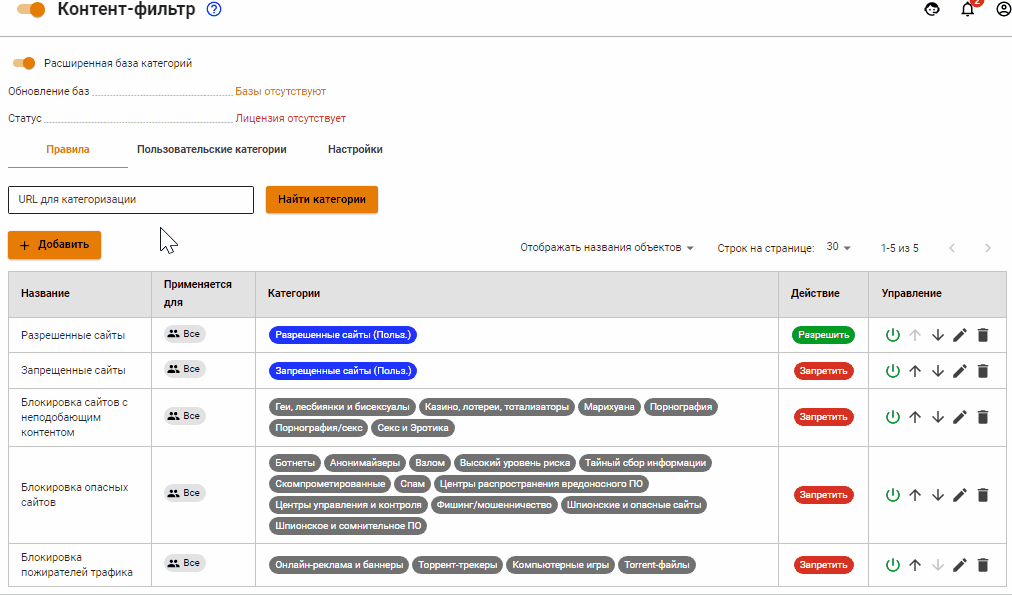 Контент-фильтр
2
Расширенная база категорий
Обновление баз Базы отсутствуют
Статус Лицензия отсутствует
Правила Пользовательские категории Настройки
URL для категоризации Найти категории
+ Добавить Отображать названия объектов Строк на странице: 30 1-5 из 5
Название Применяется для Категории Действие Управление
Разрешенные сайты Все Разрешенные сайты (Польз.) Разрешить
Запрещенные сайты Все Запрещенные сайты (Польз.) Запретить
Блокировка сайтов с
неподобающим
контентом
Все
Геи, лесбиянки и бисексуалы Казино, лотереи, тотализаторы Марихуана Порнография
Порнография/секс Секс и Эротика
Запретить
Блокировка опасных
сайтов
Все
Ботнеты Анонимайзеры Взлом Высокий уровень риска Тайный сбор информации
Скомпрометированные Спам Центры распространения вредоносного ПО
Центры управления и контроля Фишинг/мошенничество Шпионские и опасные сайты
Шпионское и сомнительное ПО
Запретить
Блокировка
пожирателей трафика
Все
Онлайн-реклама и баннеры Торрент-трекеры Компьютерные игры Torrent-файлы
Запретить